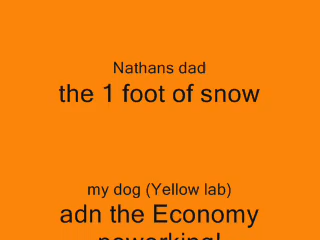 Nathans dad
the 1 foot of snow
my dog (Yellow lab)
adn the Economy